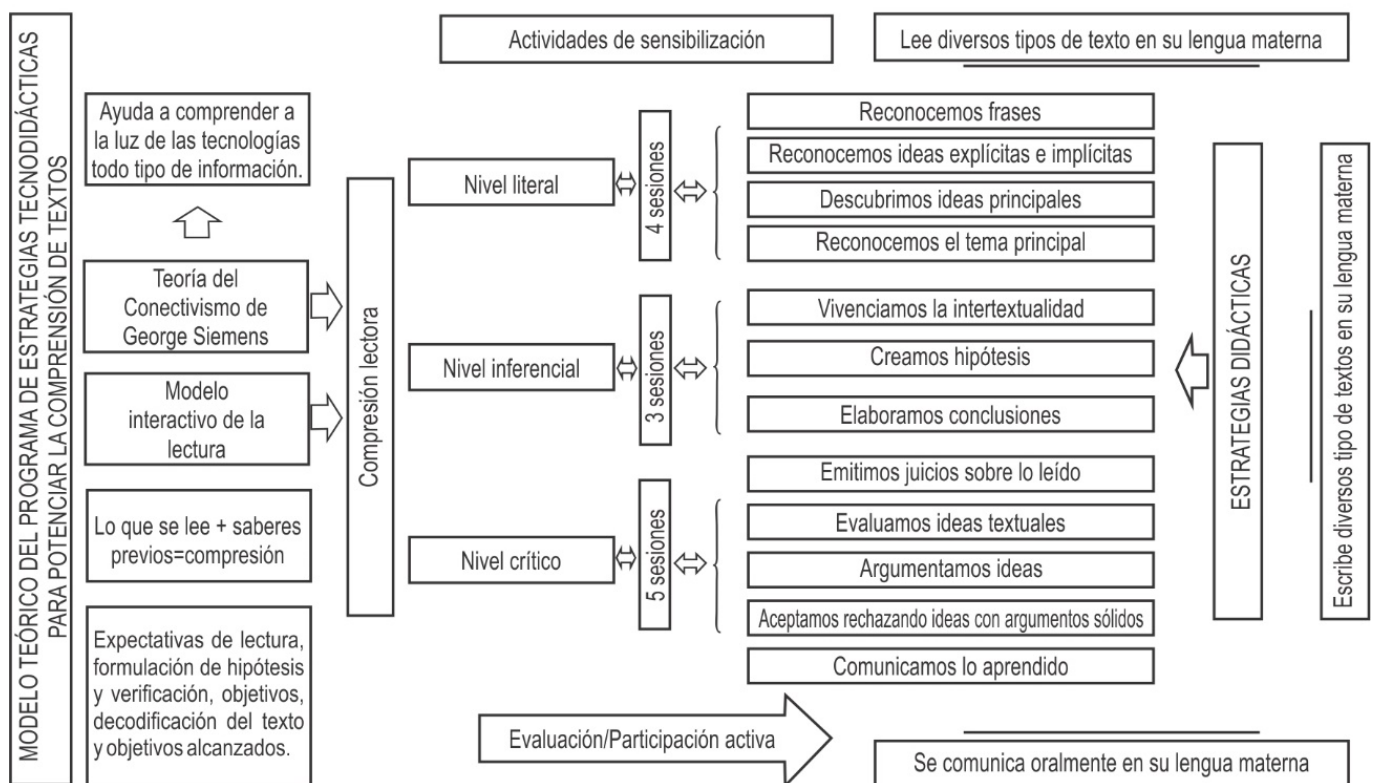 MODELO TEÓRICO DEL PROGRAMA DE ESTRATEGIAS TECNODIDÁCTICAS
PARA POTENCIAR LA COMPRENSIÓN DE TEXTOS
Ayuda a comprender a
la luz de las tecnologías
todo tipo de información.
Teoría del
Conectivismo de
George Siemens
Modelo
interactivo de la
lectura
Lo que se lee + saberes
previos=compresión
Expectativas de lectura,
formulación de hipótesis
y verificación, objetivos,
decodificación del texto
y objetivos alcanzados.
Compresión lectora
Actividades de sensibilización
Nivel literal
4 sesiones
Reconocemos frases
Reconocemos ideas explícitas e implícitas
Descubrimos ideas principales
Reconocemos el tema principal
Nivel inferencial
3 sesiones
Vivenciamos la intertextualidad
Creamos hipótesis
Elaboramos conclusiones
Nivel crítico
5 sesiones
Emitimos juicios sobre lo leído
Evaluamos ideas textuales
Argumentamos ideas
Aceptamos rechazando ideas con argumentos sólidos
Comunicamos lo aprendido
Evaluación/Participación activa
ESTRATEGIAS DIDÁCTICAS
Lee diversos tipos de texto en su lengua materna
Escribe diversos tipo de textos en su lengua materna
Se comunica oralmente en su lengua materna